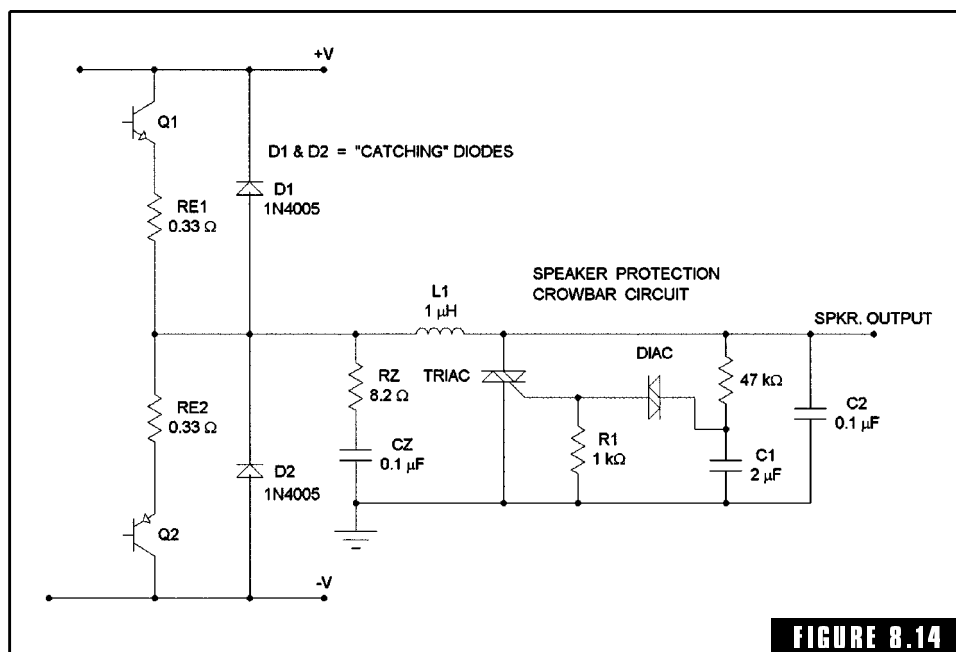 +V
Q1
D1 & D2 = "CATCHING" DIODES
D1
1N4005
RE1
0.33 Ω
SPEAKER PROTECTION
CROWBAR CIRCUIT
L1
1 μH
SPKR. OUTPUT
DIAC
TRIAC
RZ
8.2 Ω
47 kΩ
C2
0.1 μF
RE2
0.33 Ω
CZ
0.1 μF
R1
1 kΩ
C1
2 μF
D2
1N4005
Q2
-V
FIGURE 8.14